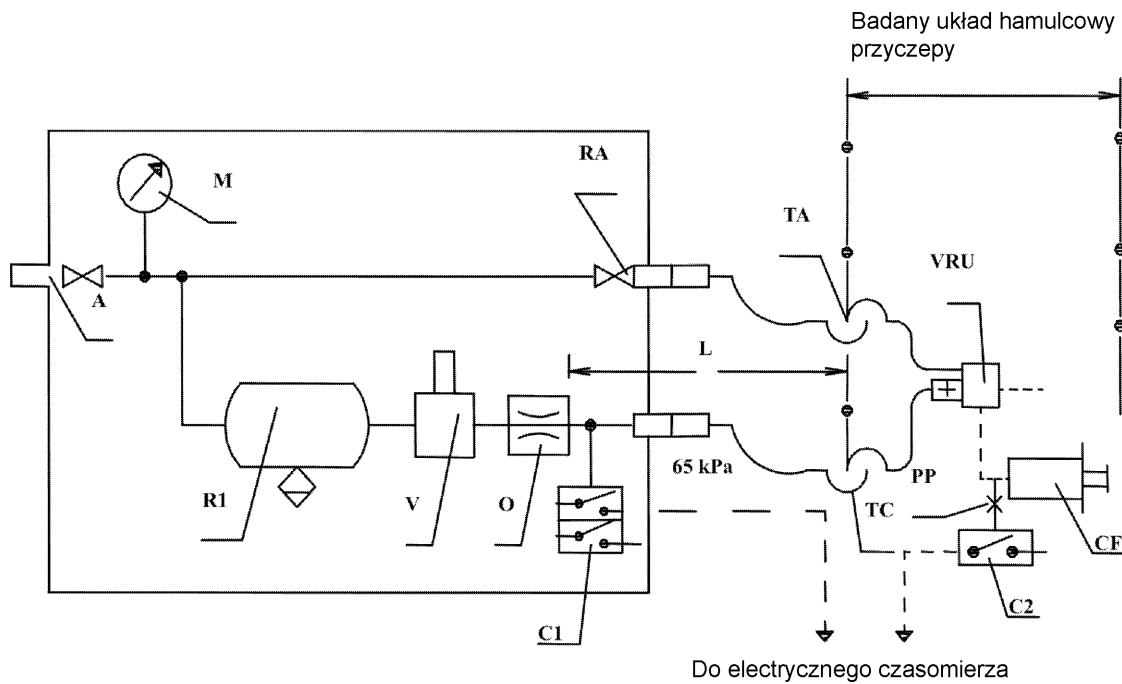 Badany układ hamulcowy
przyczepy
M
RA
TA
VRU
A
L
65 kPa
PP
R1
V
O
TC
CF
C1
C2
Do electrycznego czasomierza